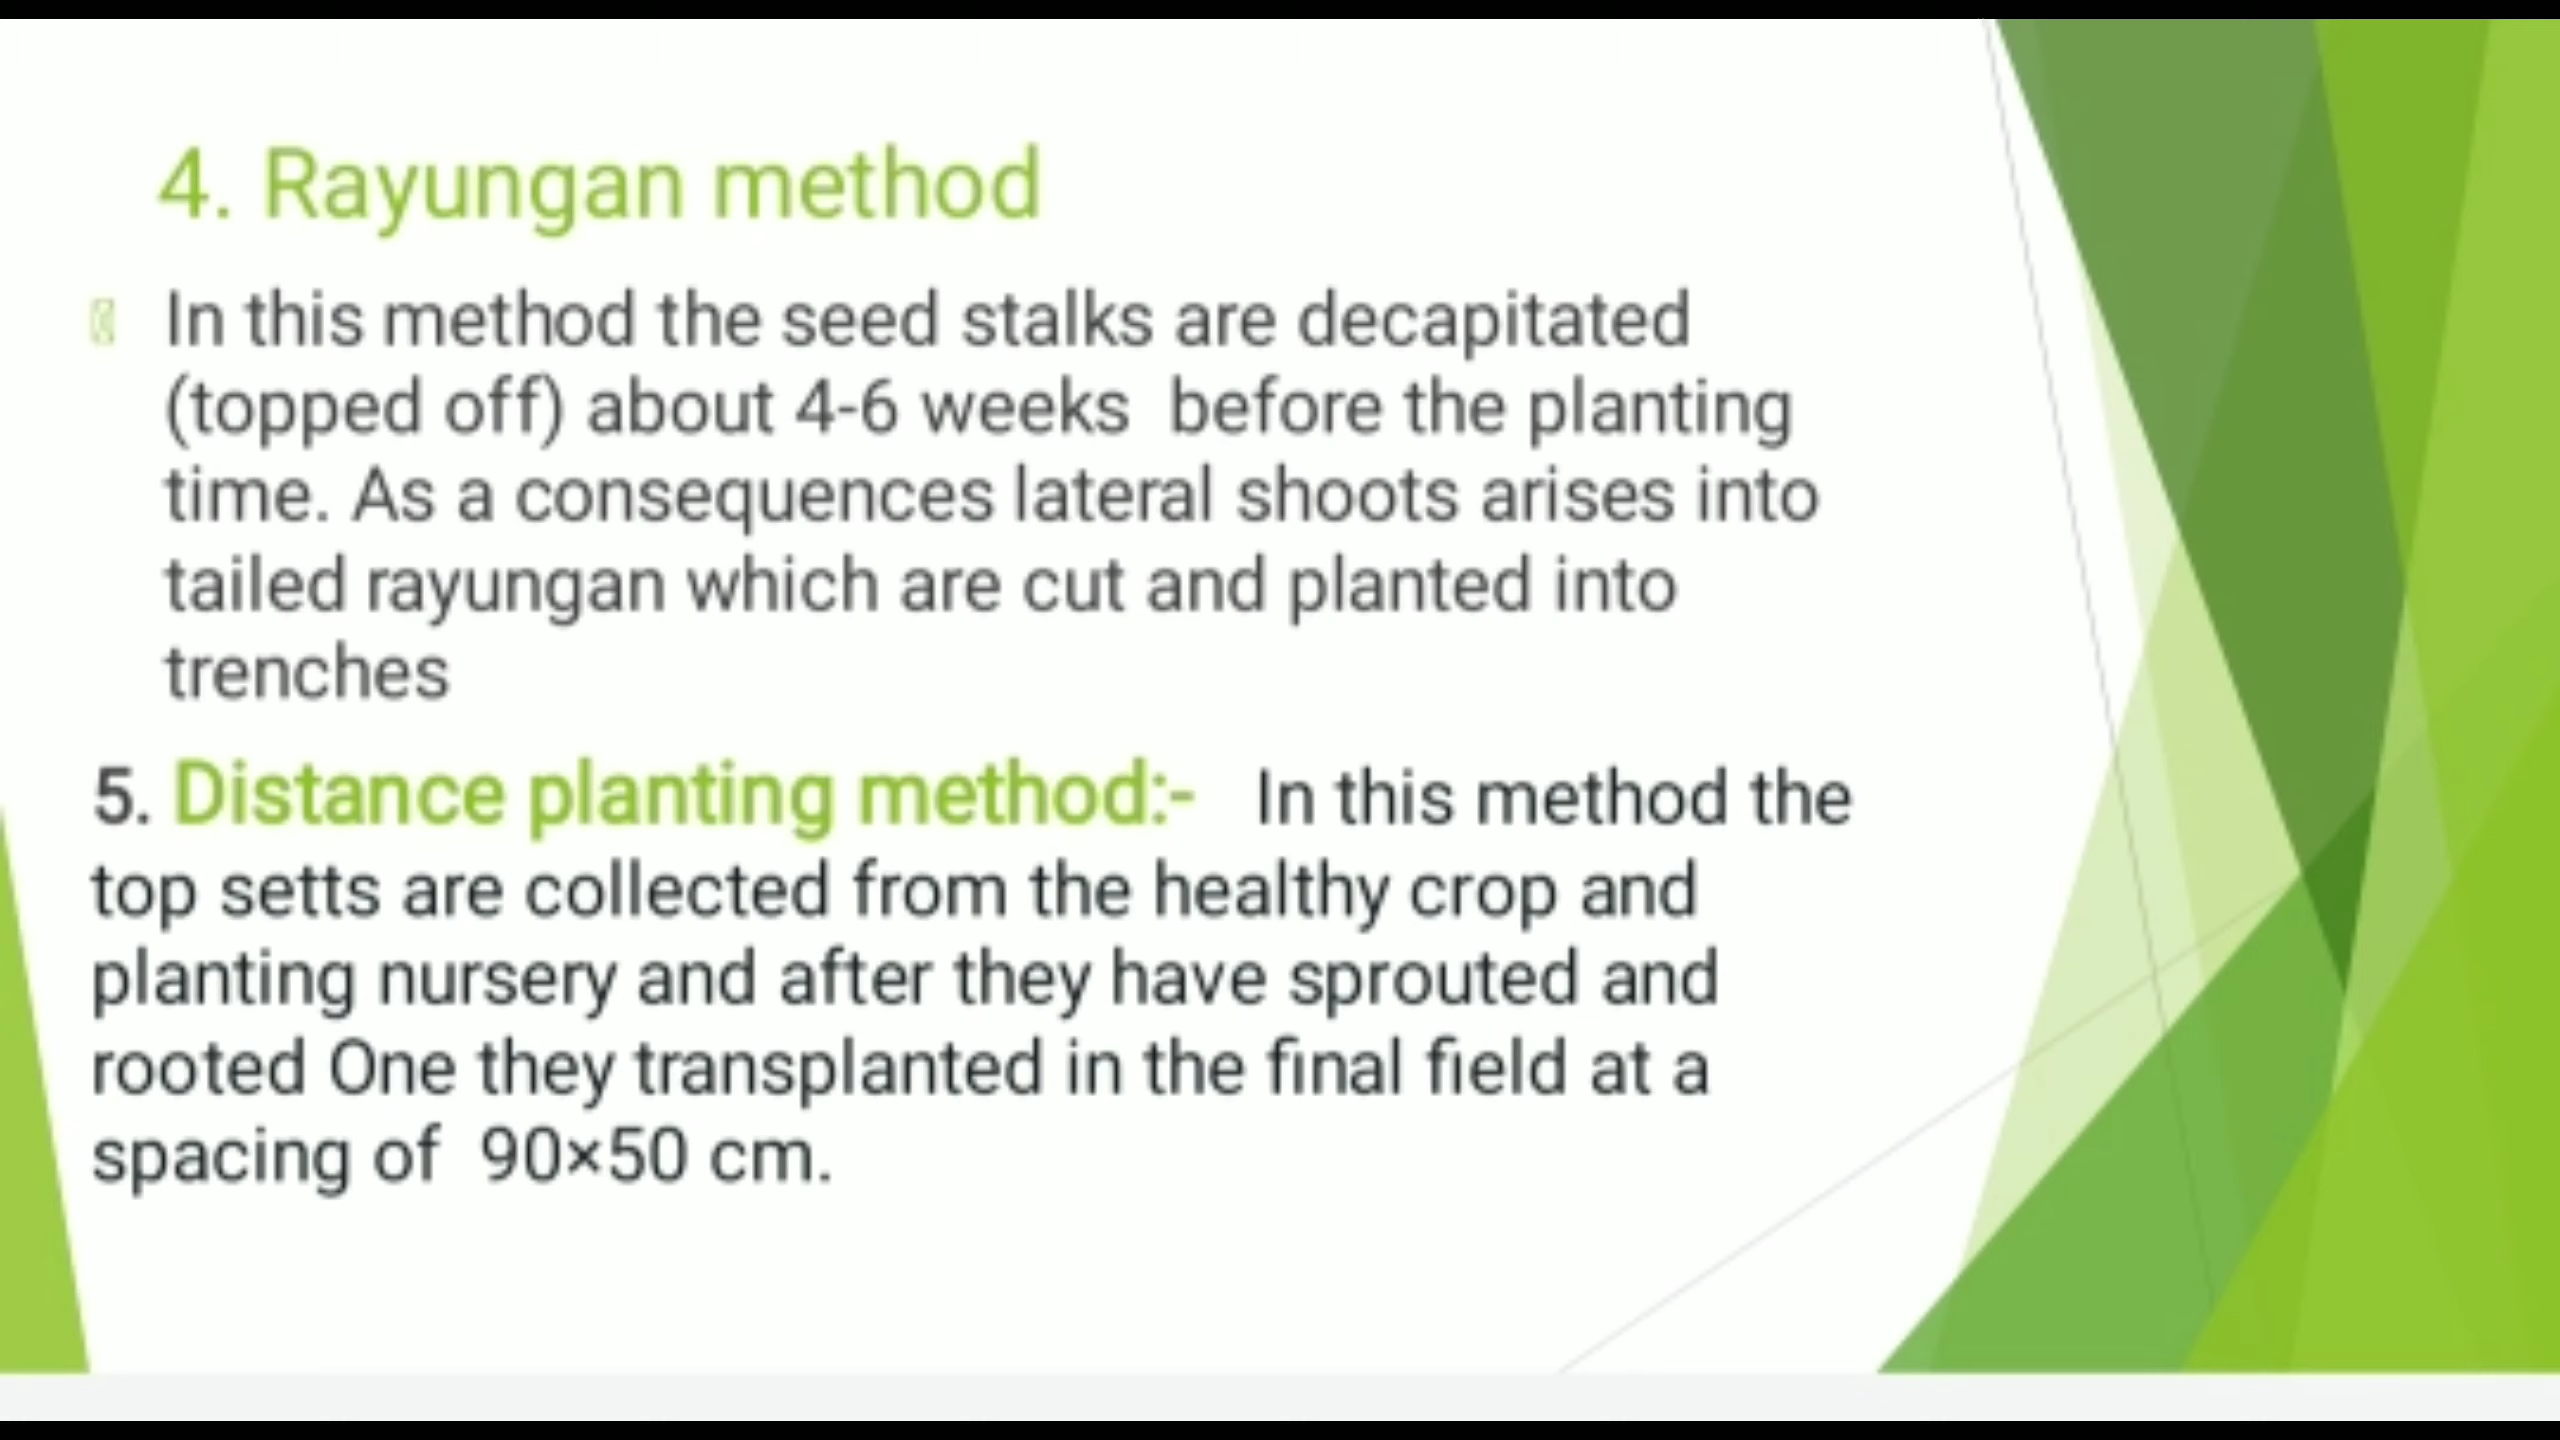 4. Rayungan method
In this method the seed stalks are decapitated
(topped off) about 4-6 weeks before the planting
time. As a consequences lateral shoots arises into
tailed rayungan which are cut and planted into
trenches
5. Distance planting method:- In this method the
top setts are collected from the healthy crop and
planting nursery and after they have sprouted and
rooted One they transplanted in the final field at a
spacing of 90×50 cm.